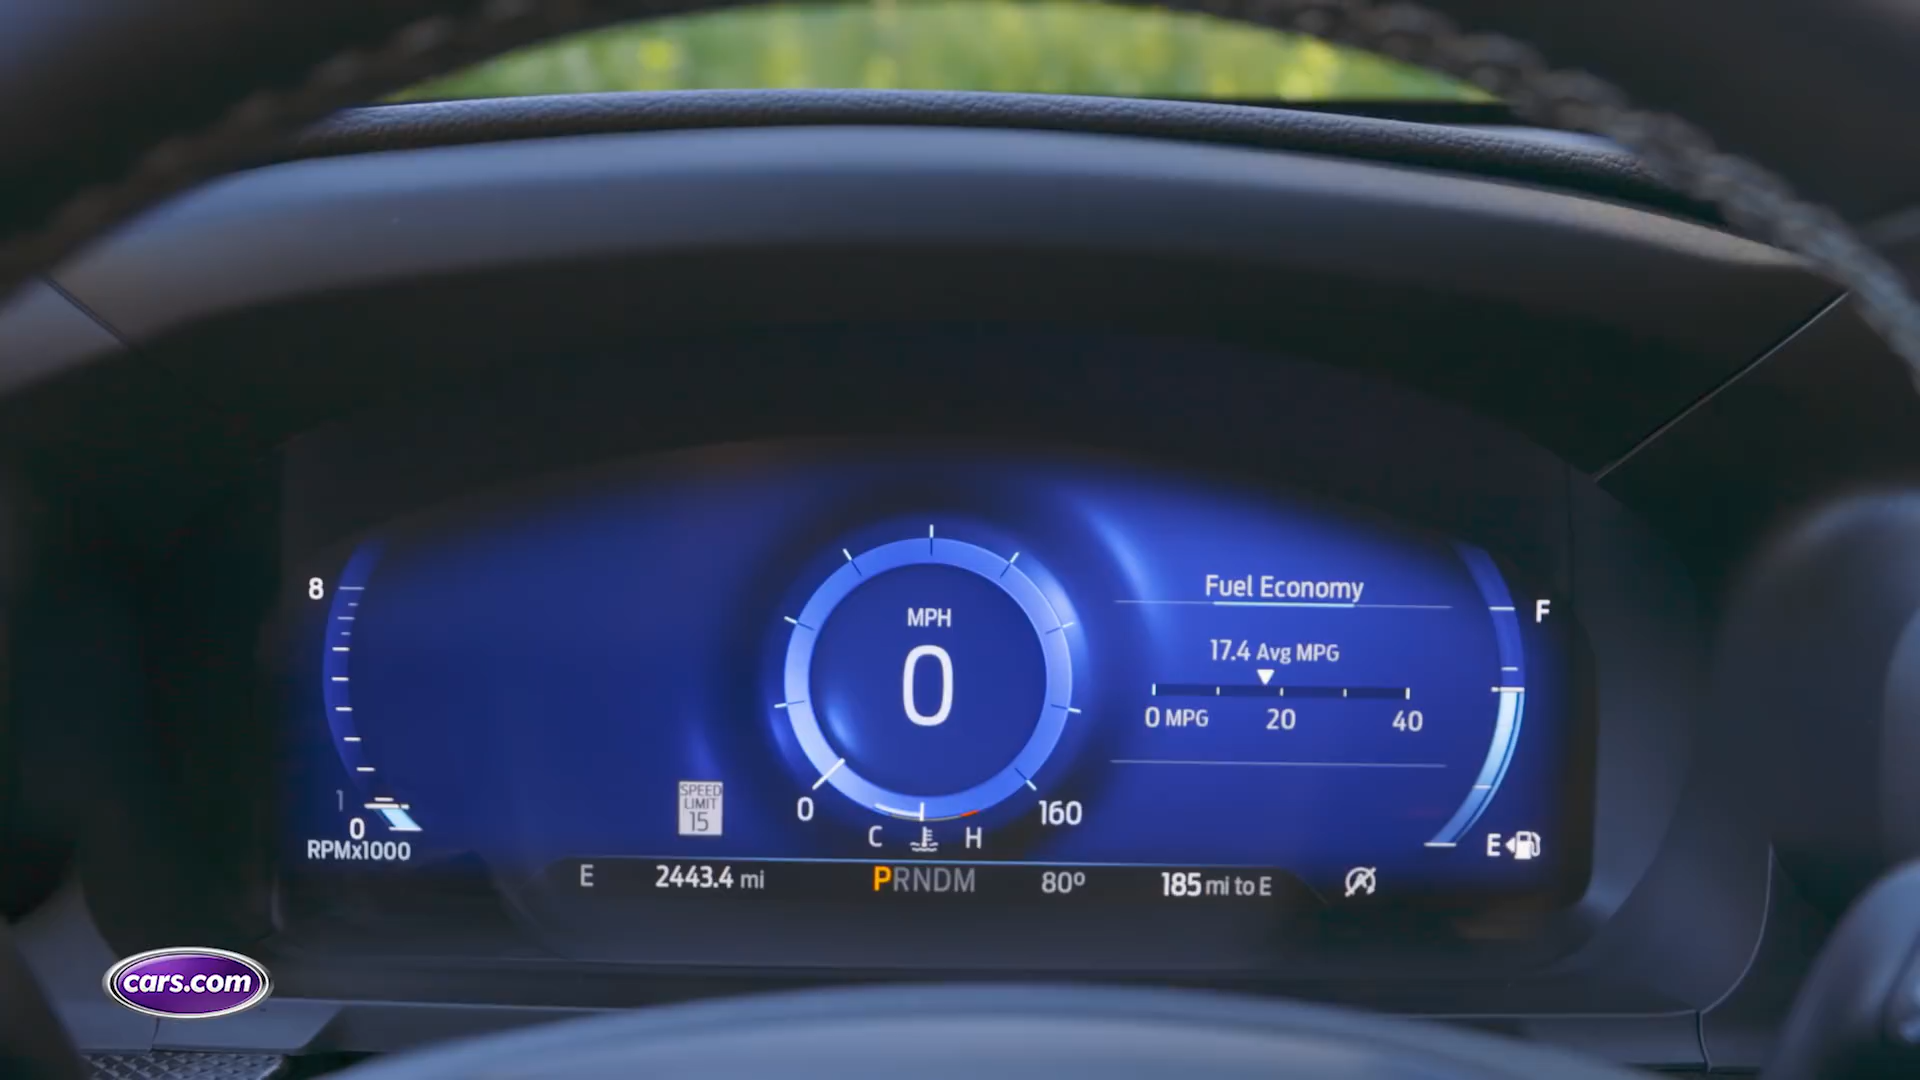 8
1
0
RPMx1000
SPEED
LIMIT
15
MPH
0
0
160
C
H
Fuel Economy
17.4 Avg MPG
0 MPG 20 40
F
E
E 2443.4 mi PRNDM 80º 185 mi to E
cars.com